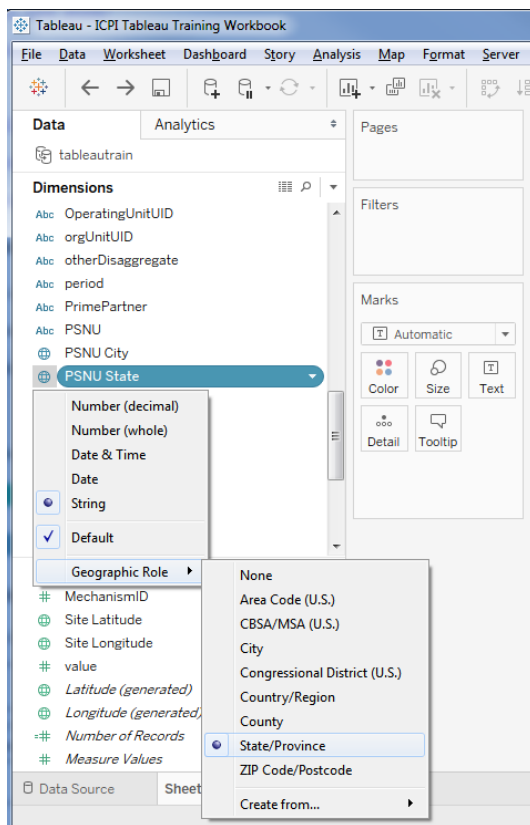 Tableau - ICPI Tableau Training Workbook
File Data Worksheet Dashboard Story Analysis Map Format Server
Data Analytics
tableautrain
Dimensions
Abc OperatingUnitUID
Abc orgUnitUID
Abc otherDisaggregate
Abc period
Abc PrimePartner
Abc PSNU
PSNU City
PSNU State
Number (decimal)
Number (whole)
Date & Time
Date
String
Default
Geographic Role
None
Area Code (U.S.)
CBSA/MSA (U.S.)
City
Congressional District (U.S.)
Country/Region
County
State/Province
ZIP Code/Postcode
Create from...
# MechanismID
Site Latitude
Site Longitude
# value
Latitude (generated)
Longitude (generated)
=# Number of Records
# Measure Values
Data Source Sheet
Pages
Filters
Marks
T Automatic
Color Size T Text
Detail Tooltip